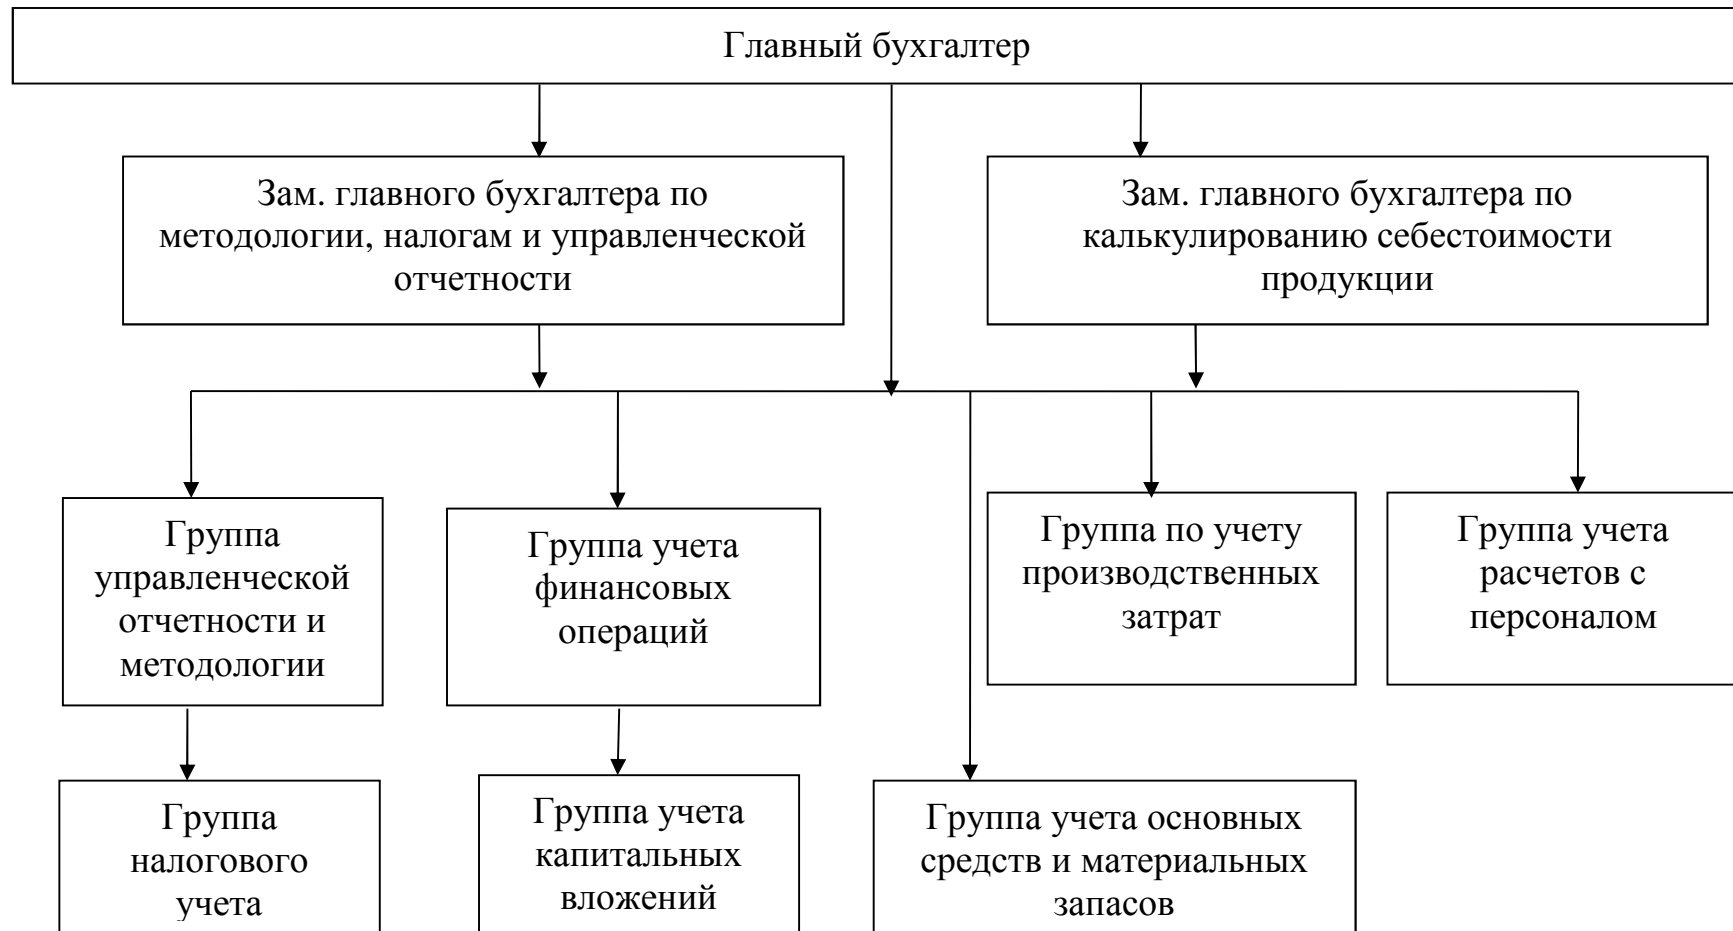 Главный бухгалтер
Зам. главного бухгалтера по
методологии, налогам и управленческой
отчетности
Зам. главного бухгалтера по
калькулированию себестоимости
продукции
Группа
управленческой
отчетности и
методологии
Группа учета
финансовых
операций
Группа по учету
производственных
затрат
Группа учета
расчетов с
персоналом
Группа
налогового
учета
Группа учета
капитальных
вложений
Группа учета основных
средств и материальных
запасов